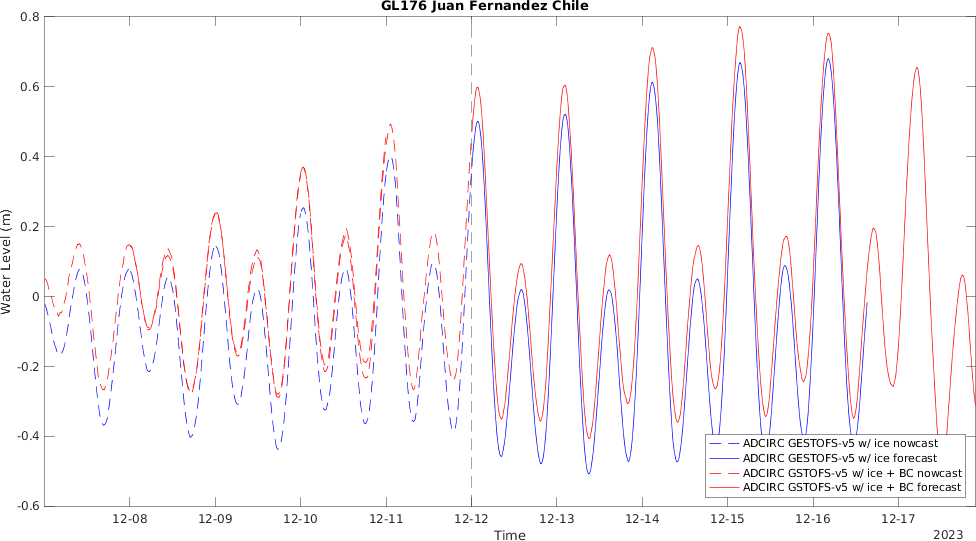 GL176 Juan Fernandez Chile
0.8
0.6
0.4
0.2
0
-0.2
-0.4
-0.6
Water Level (m)
ADCIRC GESTOFS-v5 w/ ice nowcast
ADCIRC GESTOFS-v5 w/ ice forecast
ADCIRC GSTOFS-v5 w/ ice + BC nowcast
ADCIRC GSTOFS-v5 w/ ice + BC forecast
12-08 12-09 12-10 12-11 12-12 12-13 12-14 12-15 12-16 12-17
Time
2023